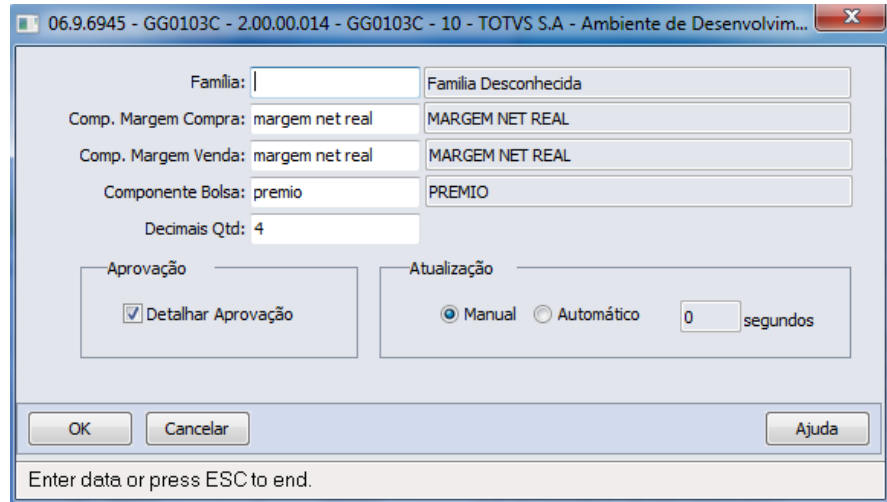 06.9.6945 - GG0103C - 2.00.00.014 - GG0103C - 10 - TOTVS S.A - Ambiente de Desenvolvim...
Família: Familia Desconhecida
Comp. Margem Compra: margem net real MARGEM NET REAL
Comp. Margem Venda: margem net real MARGEM NET REAL
Componente Bolsa: premio PREMIO
Decimais Qtd: 4
Aprovação Atualização
Detalhar Aprovação Manual Automático 0 segundos
OK Cancelar Ajuda
Enter data or press ESC to end.